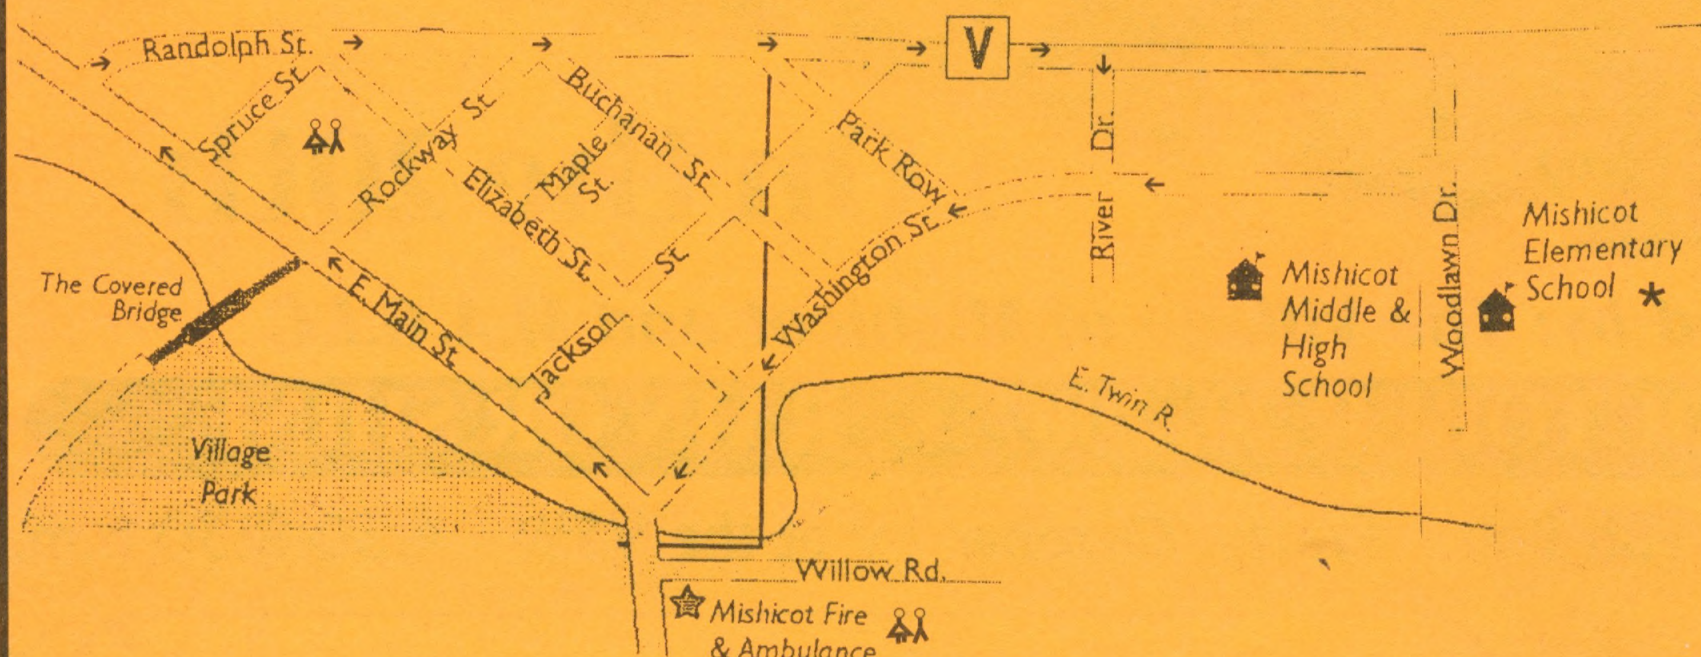 Randolph St.
V
Spruce St.
Rockway St
Buchanan St.
Maple
St.
Elizabeth St.
Park Row
River Dr.
Washington St.
Jackson St
E. Main St.
The Covered
Bridge
Village
Park
E. Twin R.
Mishicot
Middle &
High
School
Woodlawn Dr.
Mishicot
Elementary
School *
Willow Rd.
Mishicot Fire
& Ambulance